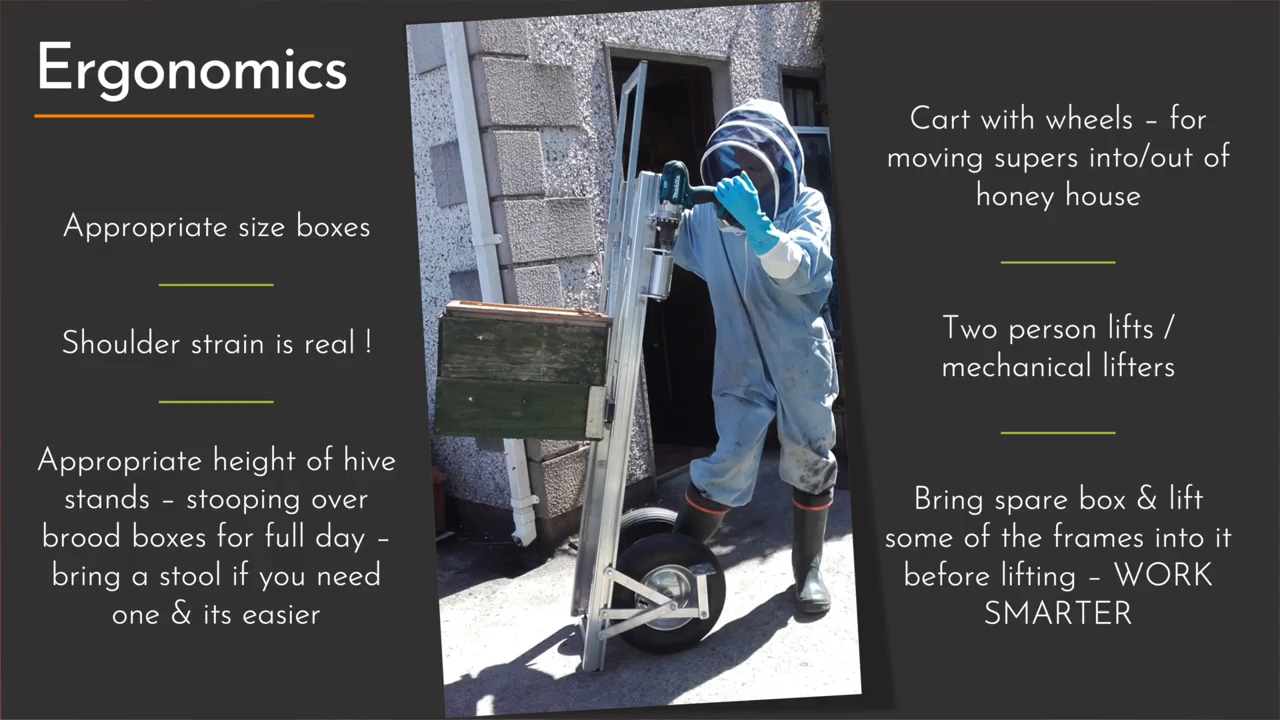 Ergonomics
Appropriate size boxes
Shoulder strain is real !
Appropriate height of hive
stands – stooping over
brood boxes for full day –
bring a stool if you need
one & its easier
makita
Cart with wheels – for
moving supers into/out of
honey house
Two person lifts /
mechanical lifters
Bring spare box & lift
some of the frames into it
before lifting – WORK
SMARTER